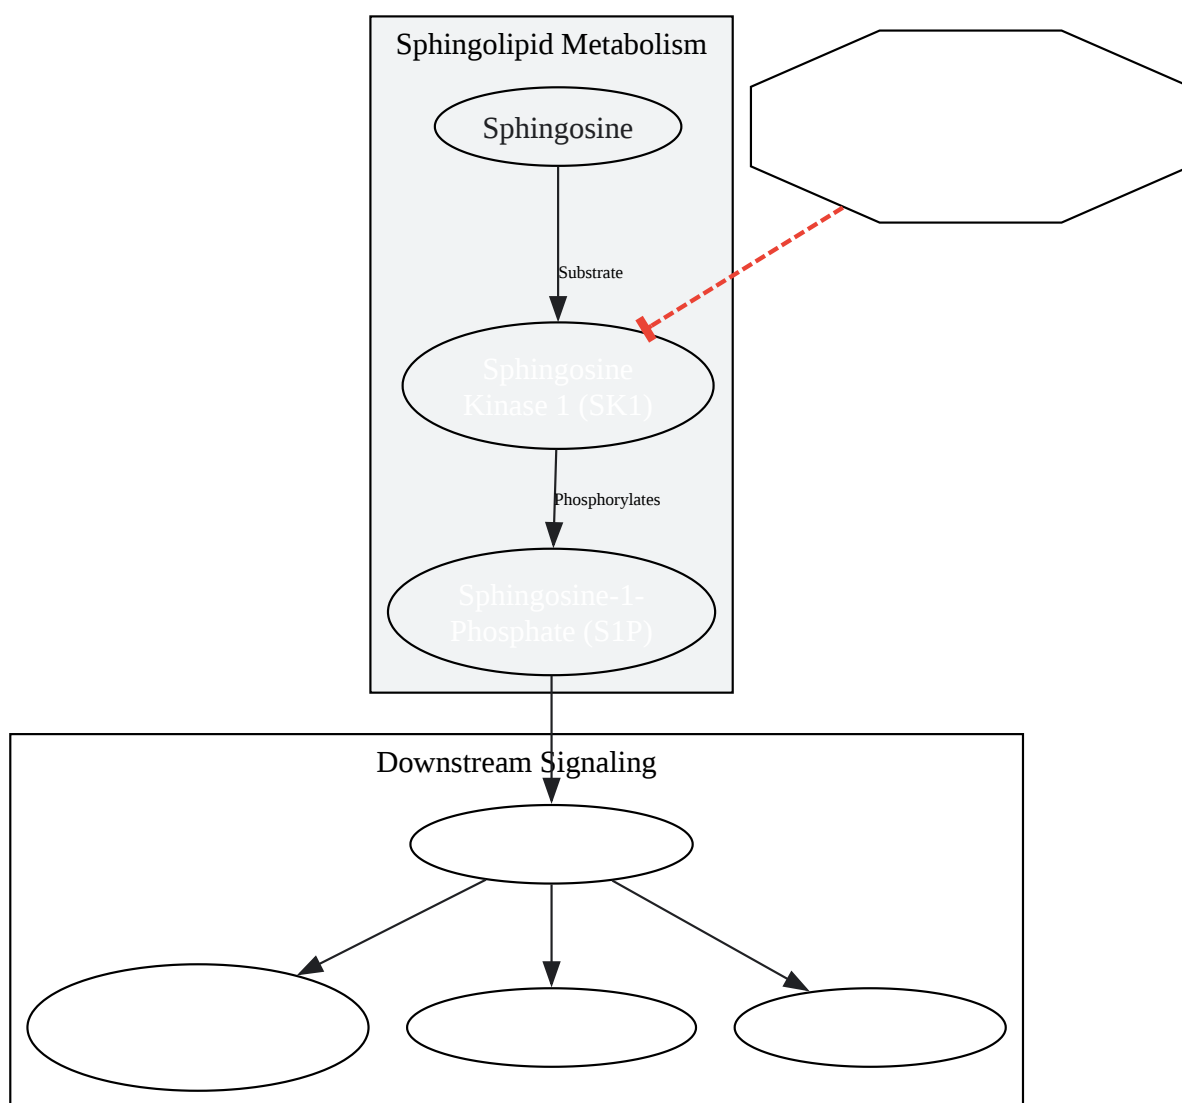 Sphingolipid Metabolism
Sphingosine
Substrate
Sphingosine
Kinase 1 (SK1)
Phosphorylates
Sphingosine-1-
Phosphate (S1P)
Downstream Signaling